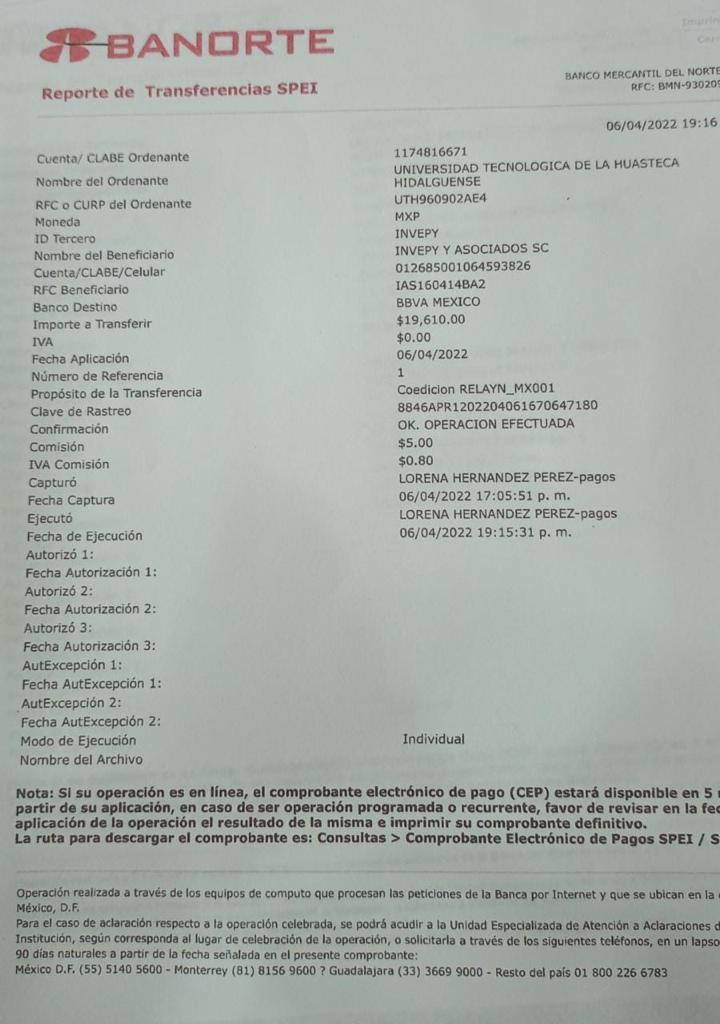 BANORTE
Reporte de Transferencias SPEI
BANCO MERCANTIL DEL NORTE
RFC: BMN-930209
06/04/2022 19:16
Cuenta/ CLABE Ordenante 1174816671
Nombre del Ordenante UNIVERSIDAD TECNOLOGICA DE LA HUASTECA
HIDALGUENSE
RFC o CURP del Ordenante UTH960902AE4
Moneda MXP
ID Tercero INVEPY
Nombre del Beneficiario INVEPY Y ASOCIADOS SC
Cuenta/CLABE/Celular 012685001064593826
RFC Beneficiario IAS160414BA2
Banco Destino BBVA MEXICO
Importe a Transferir $19,610.00
IVA $0.00
Fecha Aplicación 06/04/2022
Número de Referencia 1
Propósito de la Transferencia Coedicion RELAYN_MX001
Clave de Rastreo 8846APR1202204061670647180
Confirmación OK. OPERACION EFECTUADA
Comisión $5.00
IVA Comisión $0.80
Capturó LORENA HERNANDEZ PEREZ-pagos
Fecha Captura 06/04/2022 17:05:51 p. m.
Ejecutó LORENA HERNANDEZ PEREZ-pagos
Fecha de Ejecución 06/04/2022 19:15:31 p. m.
Autorizó 1:
Fecha Autorización 1:
Autorizó 2:
Fecha Autorización 2:
Autorizó 3:
Fecha Autorización 3:
AutExcepción 1:
Fecha AutExcepción 1:
AutExcepción 2:
Fecha AutExcepción 2:
Modo de Ejecución Individual
Nombre del Archivo
Nota: Si su operación es en línea, el comprobante electrónico de pago (CEP) estará disponible en 5
partir de su aplicación, en caso de ser operación programada o recurrente, favor de revisar en la
aplicación de la operación el resultado de la misma e imprimir su comprobante definitivo.
La ruta para descargar el comprobante es: Consultas > Comprobante Electrónico de Pagos SPEI / S
Operación realizada a través de los equipos de computo que procesan las peticiones de la Banca por Internet y que se ubican en la
México, D.F.
Para el caso de aclaración respecto a la operación celebrada, se podrá acudir a la Unidad Especializada de Atención a Aclaraciones
Institución, según corresponda al lugar de celebración de la operación, o solicitarla a través de los siguientes teléfonos, en un lapso
90 días naturales a partir de la fecha señalada en el presente comprobante:
México D.F. (55) 5140 5600 - Monterrey (81) 8156 9600 ? Guadalajara (33) 3669 9000 - Resto del país 01 800 226 6783